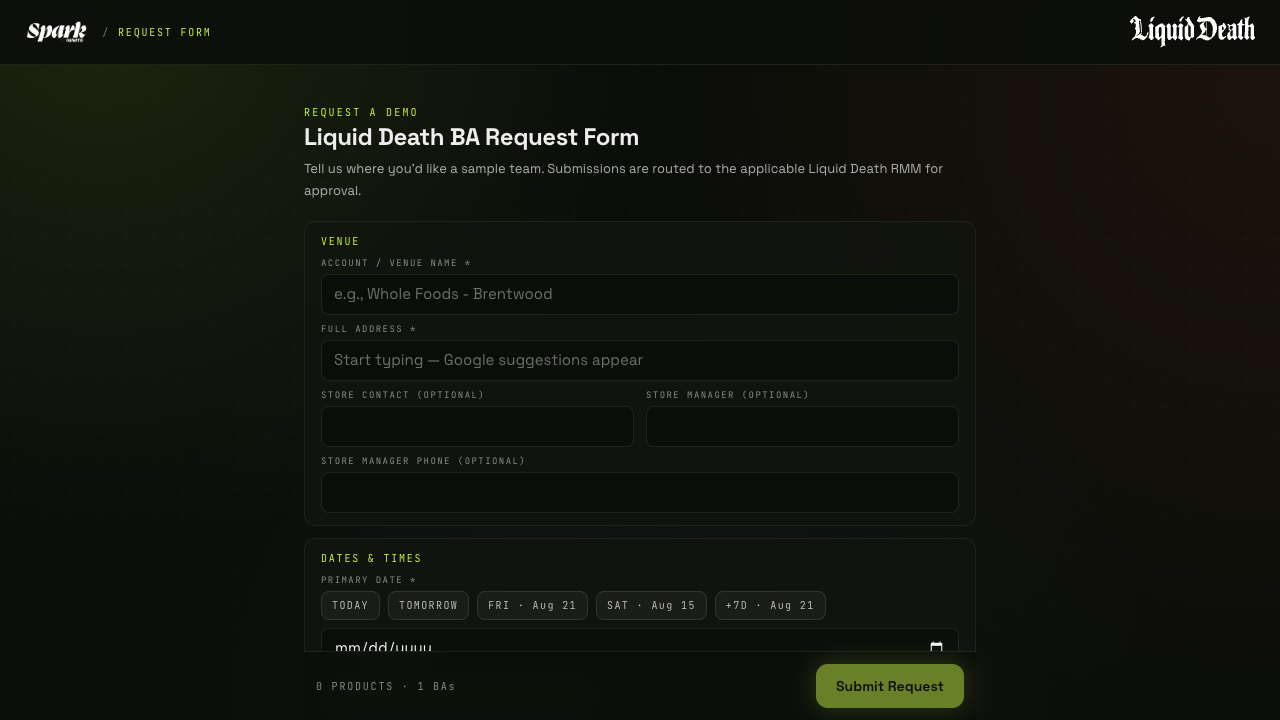 Spark
/ REQUEST FORM
Liquid Death
REQUEST A DEMO
Liquid Death BA Request Form
Tell us where you'd like a sample team. Submissions are routed to the applicable Liquid Death RMM for
approval.
VENUE
ACCOUNT / VENUE NAME *
e.g., Whole Foods - Brentwood
FULL ADDRESS *
Start typing — Google suggestions appear
STORE CONTACT (OPTIONAL)
STORE MANAGER (OPTIONAL)
STORE MANAGER PHONE (OPTIONAL)
DATES & TIMES
PRIMARY DATE *
TODAY
TOMORROW
FRI · Aug 21
SAT · Aug 15
+7D · Aug 21
mm/dd/yyyy
0 PRODUCTS · 1 BAs
Submit Request